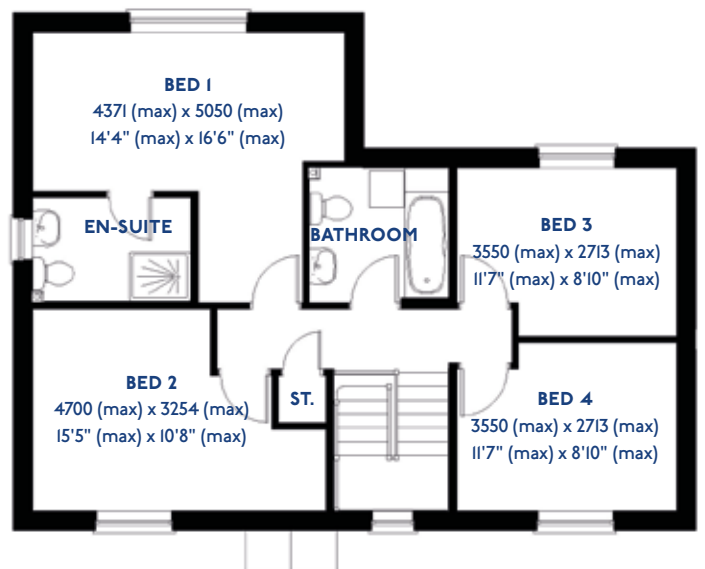 BED 1
4371 (max) x 5050 (max)
14'4" (max) x 16'6" (max)
EN-SUITE
BATHROOM
BED 3
3550 (max) x 2713 (max)
11'7" (max) x 8'10" (max)
BED 2
4700 (max) x 3254 (max)
15'5" (max) x 10'8" (max)
ST.
BED 4
3550 (max) x 2713 (max)
11'7" (max) x 8'10" (max)